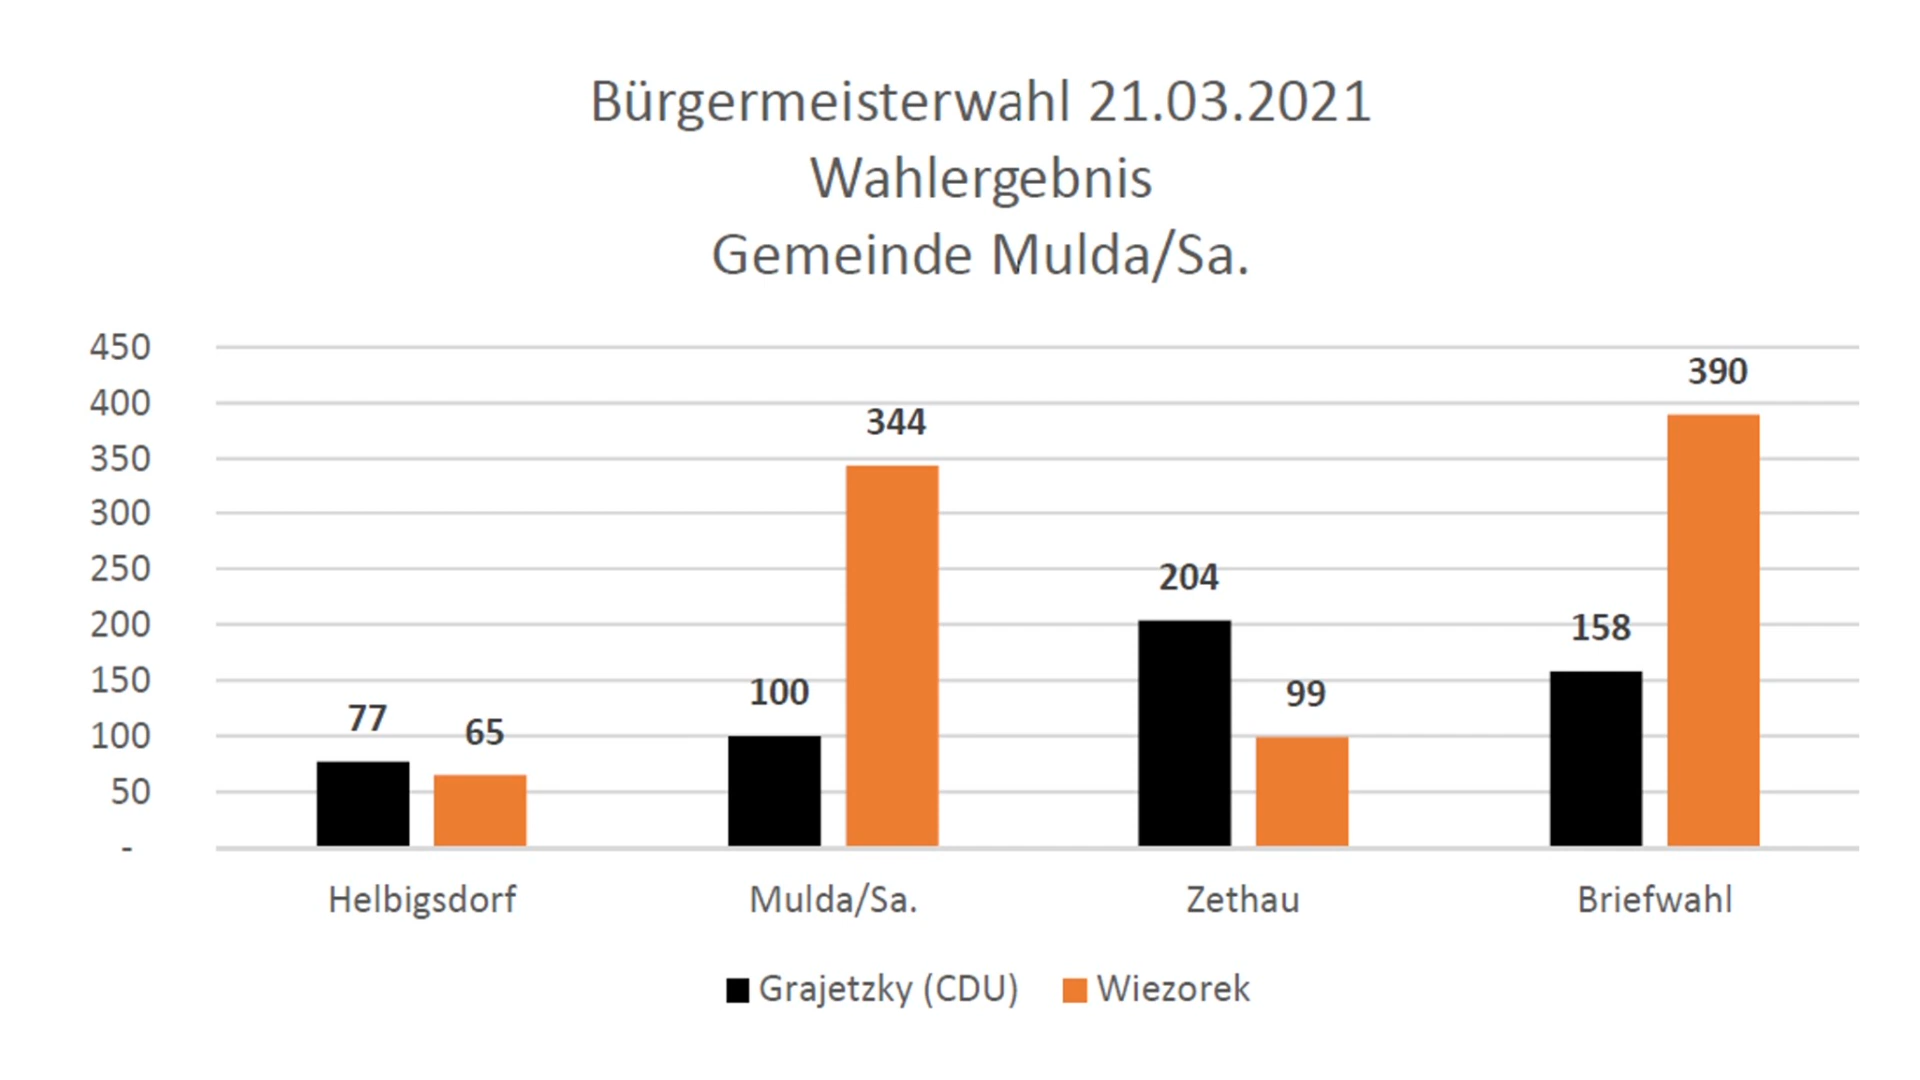 Bürgermeisterwahl 21.03.2021
Wahlergebnis
Gemeinde Mulda/Sa.
450
400
350
300
250
200
150
100
50
-
77
65
100
344
204
99
158
390
Helbigsdorf
Mulda/Sa.
Zethau
Briefwahl
Grajetzky (CDU)
Wiezorek